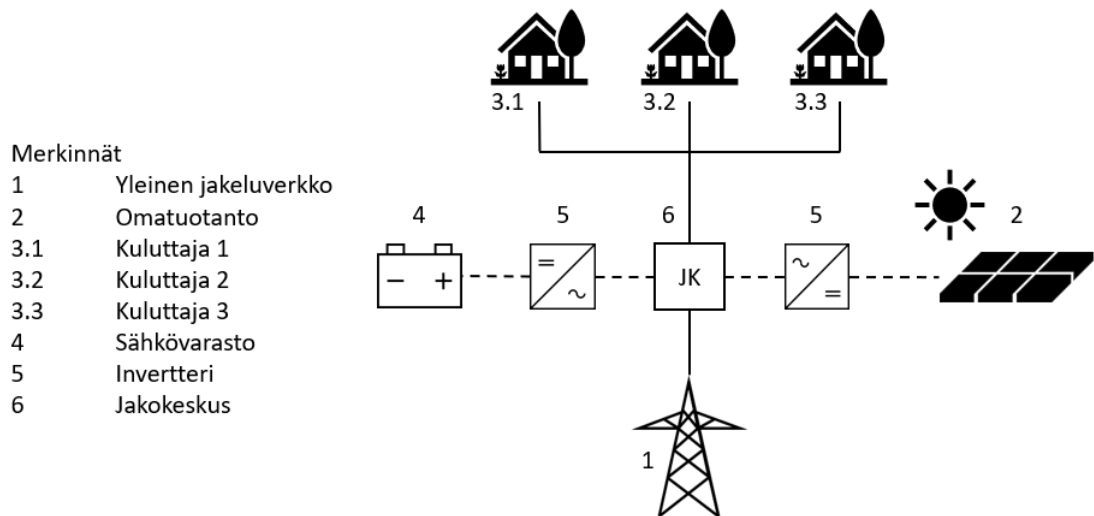 3.1 3.2 3.3
Merkinnät
1 Yleinen jakeluverkko
2 Omatuotanto
3.1 Kuluttaja 1
3.2 Kuluttaja 2
3.3 Kuluttaja 3
4 Sähkövarasto
5 Invertteri
6 Jakokeskus
4 5 6 5 2
JK
1